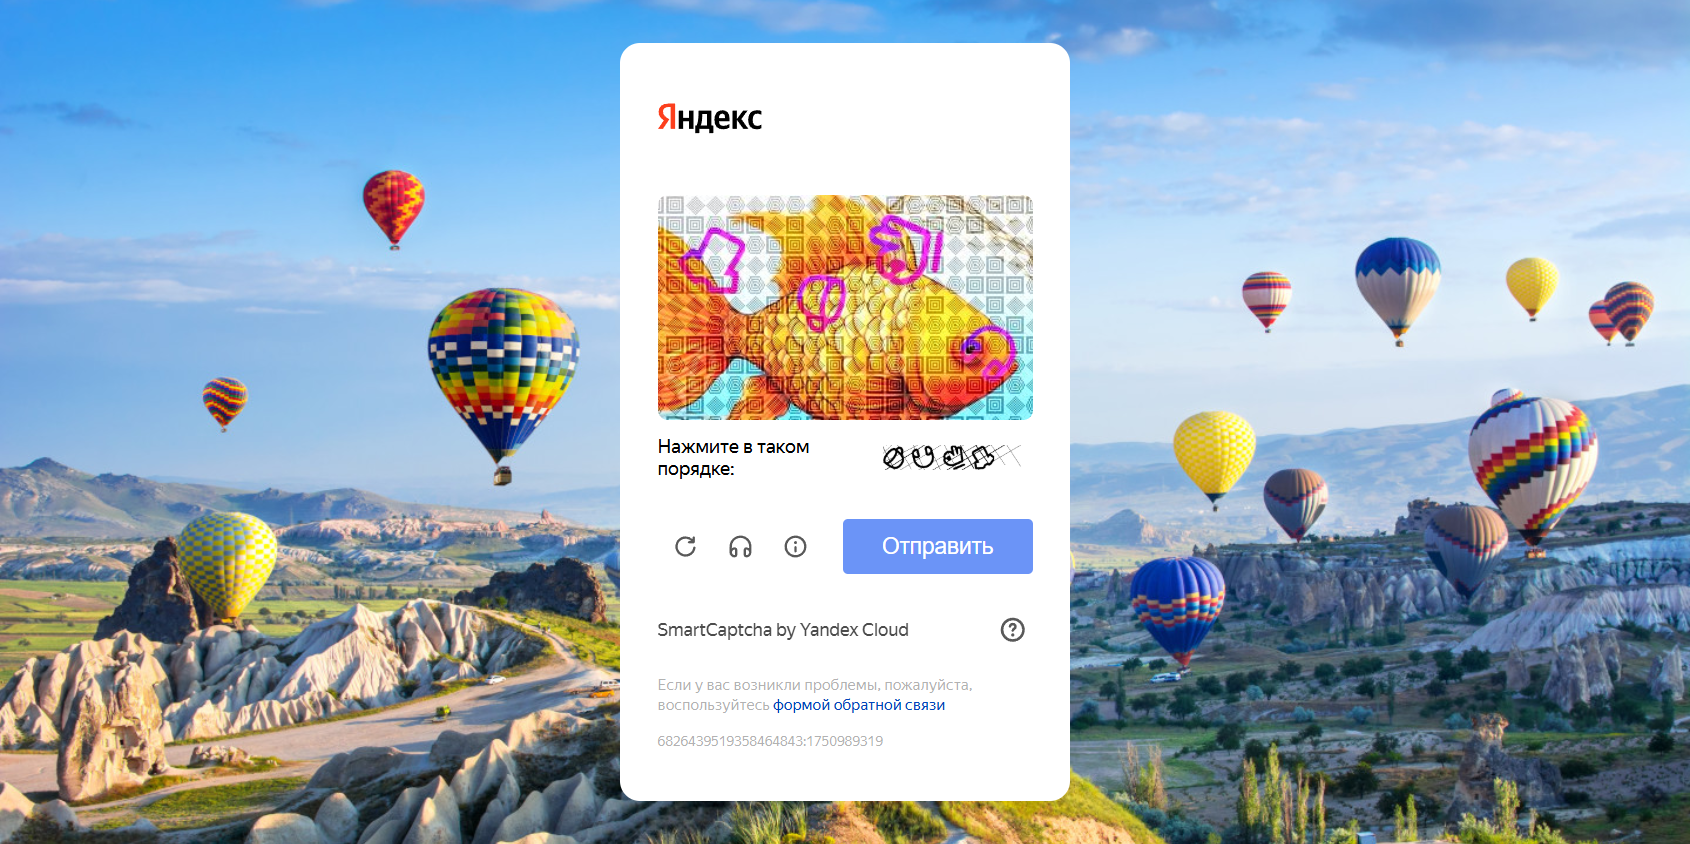 Яндекс
Нажмите в таком
порядке:
Отправить
SmartCaptcha by Yandex Cloud
Если у вас возникли проблемы, пожалуйста,
воспользуйтесь формой обратной связи
6826439519358464843:1750989319